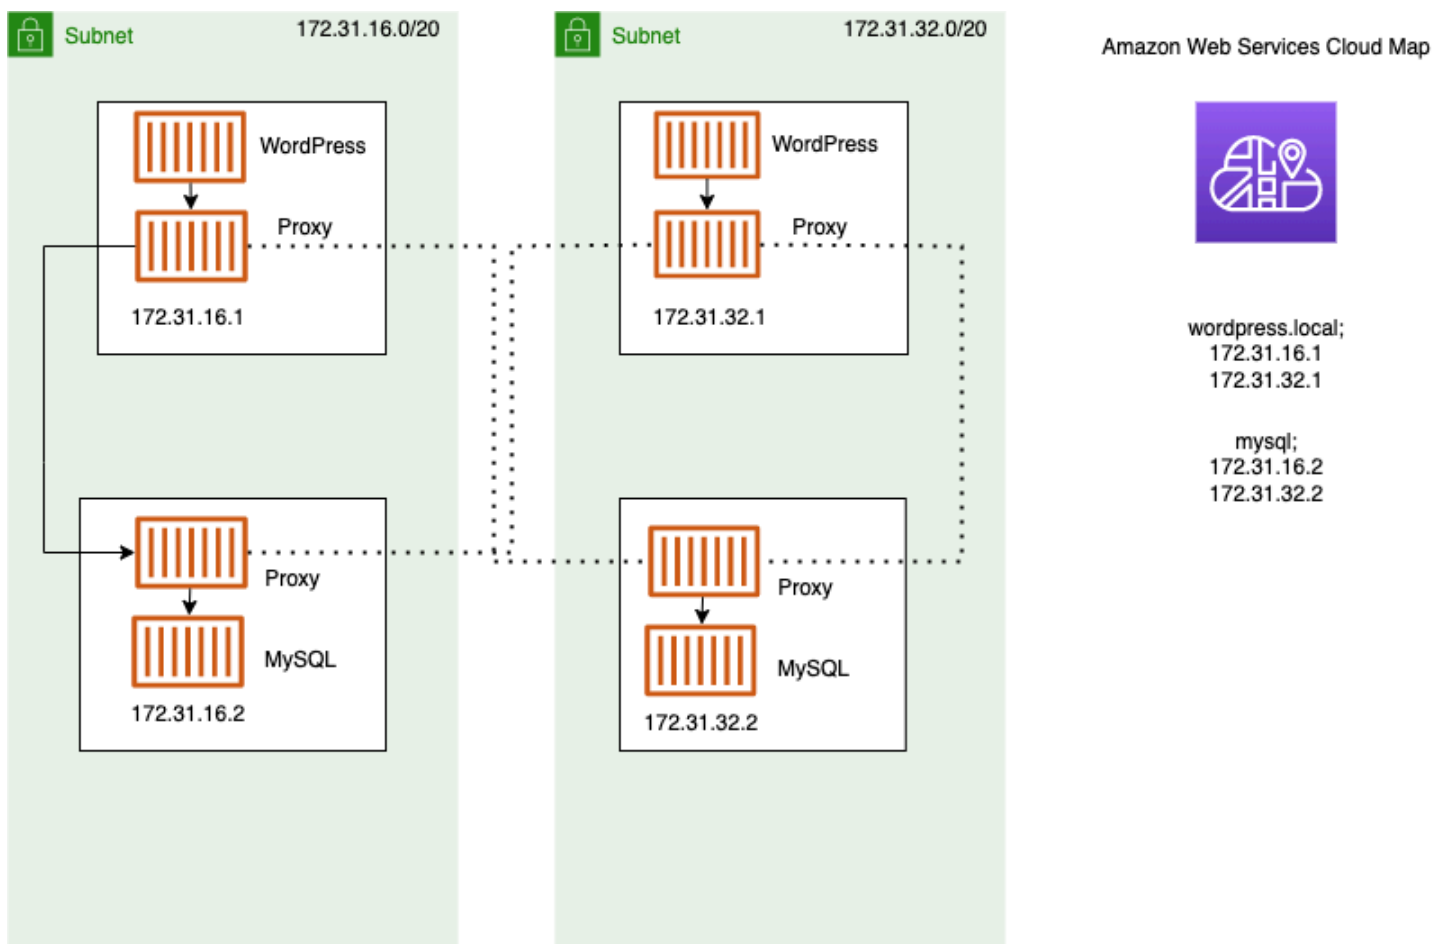 Subnet
172.31.16.0/20
WordPress
Proxy
172.31.16.1
Proxy
MySQL
172.31.16.2
Subnet
172.31.32.0/20
WordPress
Proxy
172.31.32.1
Proxy
MySQL
172.31.32.2
Amazon Web Services Cloud Map
wordpress.local;
172.31.16.1
172.31.32.1
mysql;
172.31.16.2
172.31.32.2